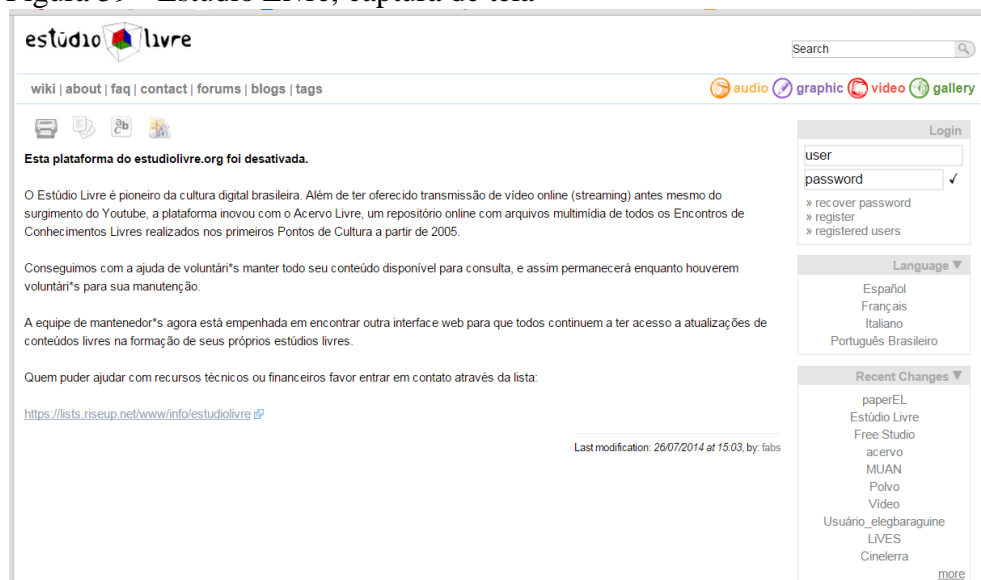 Figura 39 - Estúdio Livre, captura de tela
estúdio livre
Search
wiki | about | faq | contact | forums | blogs | tags
audio graphic video gallery
Esta plataforma do estudiolivre.org foi desativada.
O Estúdio Livre é pioneiro da cultura digital brasileira. Além de ter oferecido transmissão de vídeo online (streaming) antes mesmo do
surgimento do Youtube, a plataforma inovou com o Acervo Livre, um repositório online com arquivos multimídia de todos os Encontros de
Conhecimentos Livres realizados nos primeiros Pontos de Cultura a partir de 2005.
Conseguimos com a ajuda de voluntári*s manter todo seu conteúdo disponível para consulta, e assim permanecerá enquanto houverem
voluntári*s para sua manutenção.
A equipe de mantenedor*s agora está empenhada em encontrar outra interface web para que todos continuem a ter acesso a atualizações de
conteúdos livres na formação de seus próprios estúdios livres.
Quem puder ajudar com recursos técnicos ou financeiros favor entrar em contato através da lista:
https://lists.riseup.net/www/info/estudiolivre
Last modification: 26/07/2014 at 15:03, by: fabs
Login
user
password
» recover password
» register
» registered users
Language
Español
Français
Italiano
Português Brasileiro
Recent Changes
paperEL
Estúdio Livre
Free Studio
acervo
MUAN
Polvo
Vídeo
Usuário_elegbaraguine
LiVES
Cinelerra
more